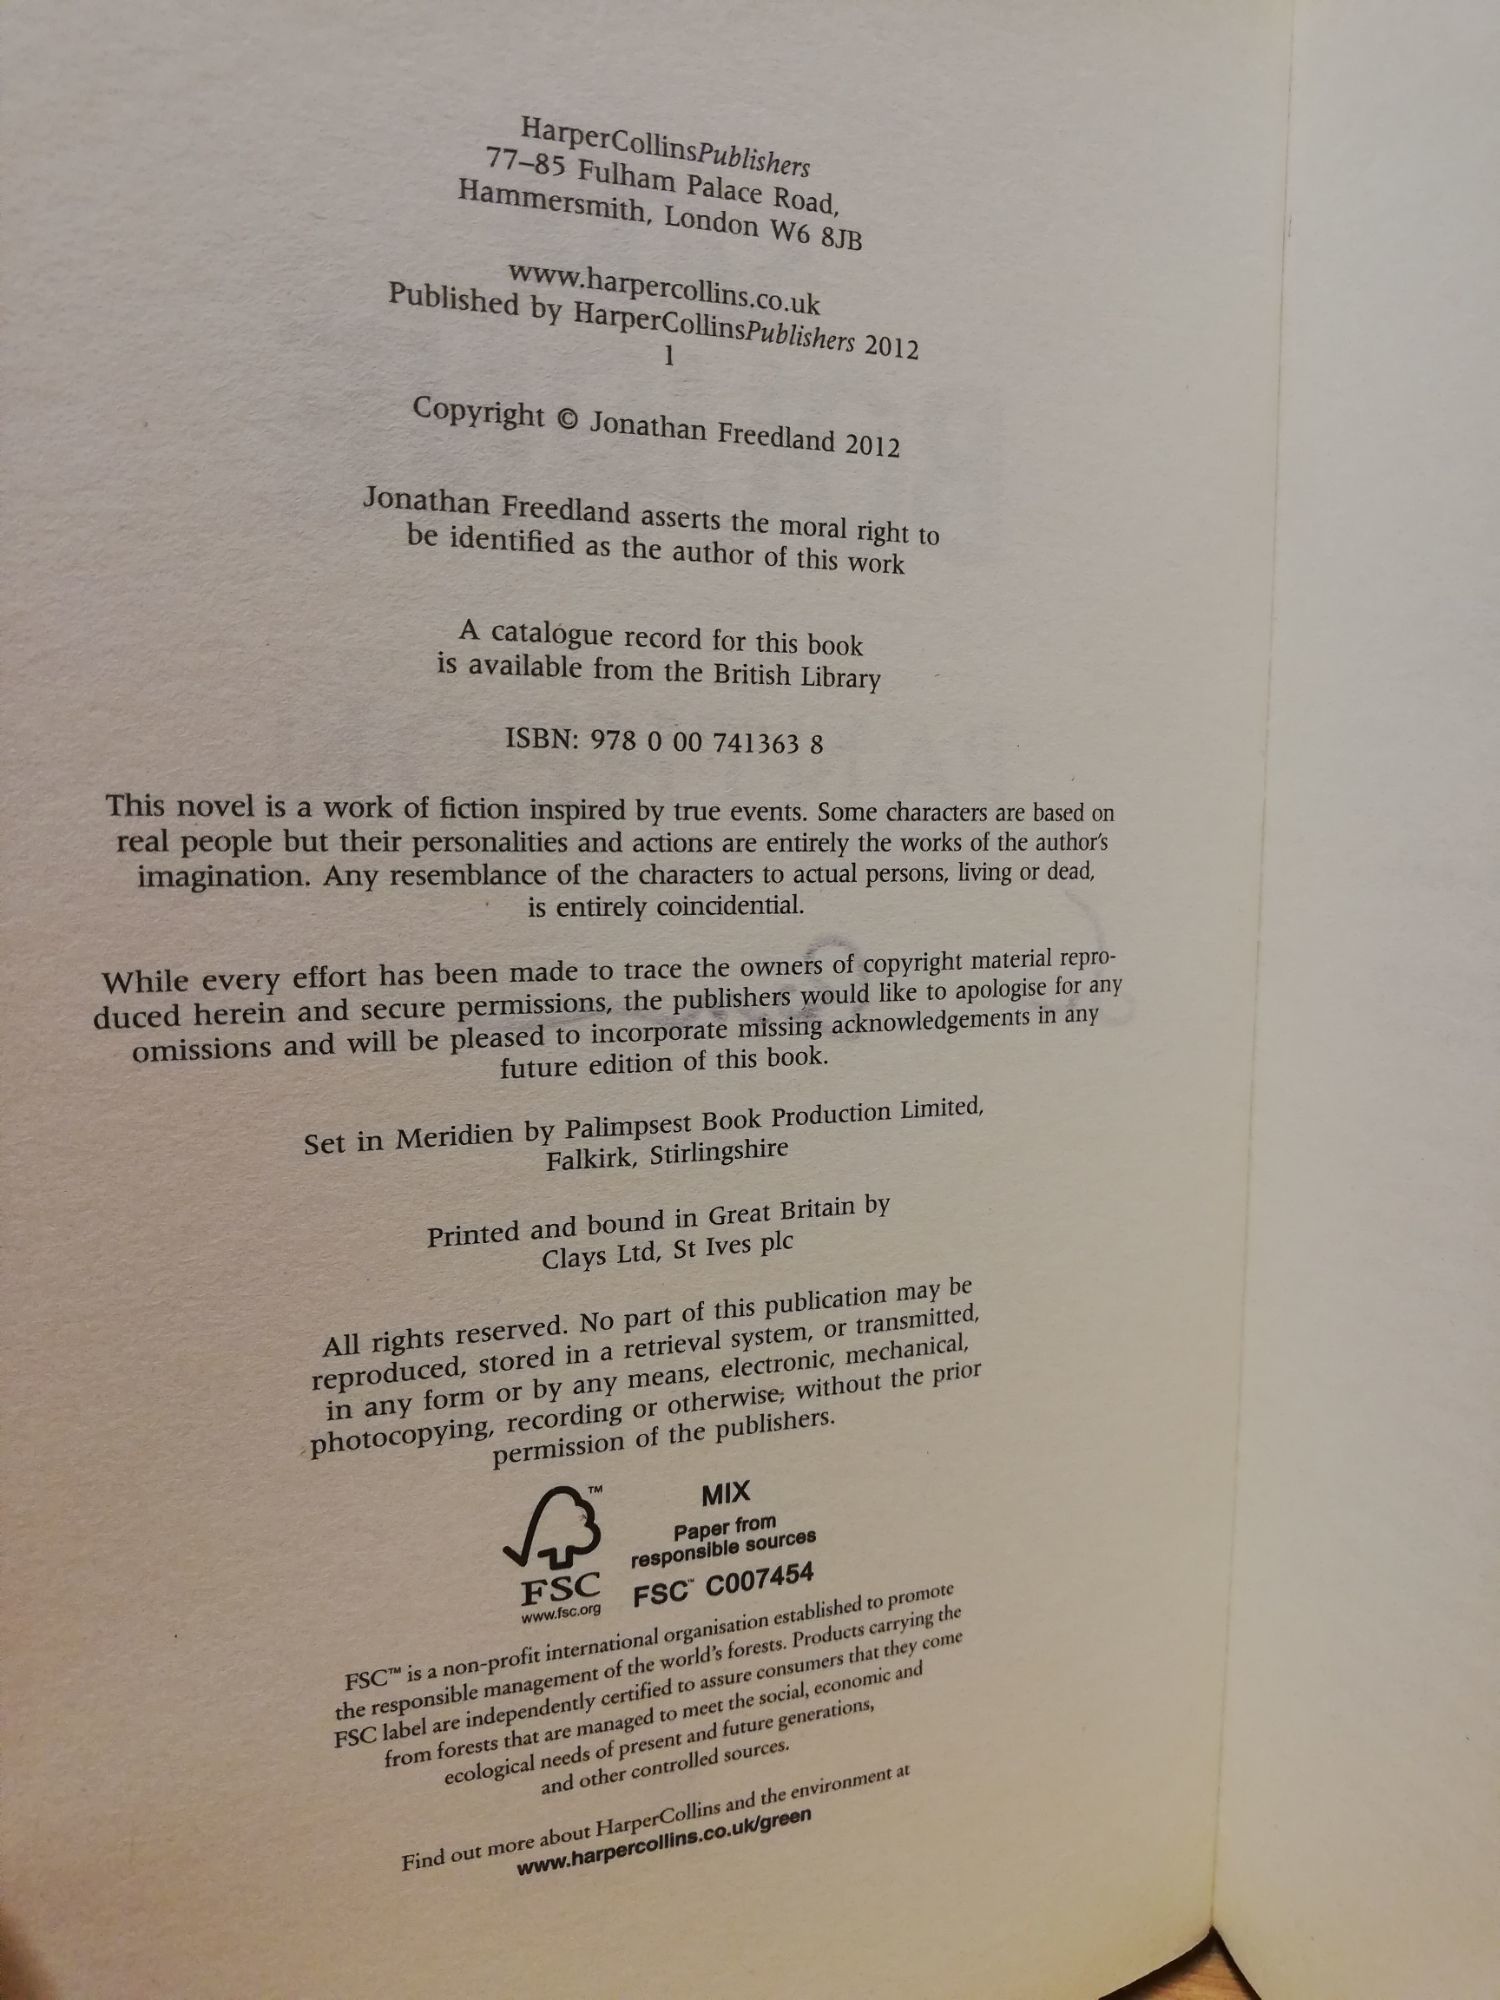 HarperCollinsPublishers
77–85 Fulham Palace Road,
Hammersmith, London W6 8JB
www.harpercollins.co.uk
Published by HarperCollinsPublishers 2012
1
Copyright © Jonathan Freedland 2012
Jonathan Freedland asserts the moral right to
be identified as the author of this work
A catalogue record for this book
is available from the British Library
ISBN: 978 0 00 741363 8
This novel is a work of fiction inspired by true events. Some characters are based on
real people but their personalities and actions are entirely the works of the author's
imagination. Any resemblance of the characters to actual persons, living or dead,
is entirely coincidential.
While every effort has been made to trace the owners of copyright material repro-
duced herein and secure permissions, the publishers would like to apologise for any
omissions and will be pleased to incorporate missing acknowledgements in any
future edition of this book.
Set in Meridien by Palimpsest Book Production Limited,
Falkirk, Stirlingshire
Printed and bound in Great Britain by
Clays Ltd, St Ives plc
All rights reserved. No part of this publication may be
reproduced, stored in a retrieval system, or transmitted,
in any form or by any means, electronic, mechanical,
photocopying, recording or otherwise, without the prior
permission of the publishers.
™
FSC
www.fsc.org
MIX
Paper from
responsible sources
FSC™ C007454
FSC™ is a non-profit international organisation established to promote
the responsible management of the world's forests. Products carrying the
FSC label are independently certified to assure consumers that they come
from forests that are managed to meet the social, economic and
ecological needs of present and future generations,
and other controlled sources.
Find out more about HarperCollins and the environment at
www.harpercollins.co.uk/green